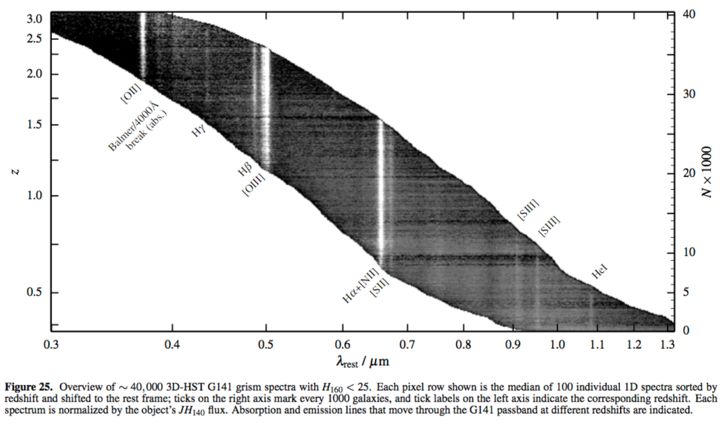 3.0
2.5
2.0
1.5
1.0
0.5
z
40
30
20
10
5
0
N × 1000
[OII]
Balmer/4000Å
break (abs.)
Hγ
Hβ
[OIII]
Hα+[NII]
[SII]
[SIII]
[SIII]
HeI
0.3 0.4 0.5 0.6 0.7 0.8 0.9 1.0 1.1 1.2 1.3
λrest / μm
Figure 25. Overview of ∼ 40,000 3D-HST G141 grism spectra with H160 < 25. Each pixel row shown is the median of 100 individual 1D spectra sorted by
redshift and shifted to the rest frame; ticks on the right axis mark every 1000 galaxies, and tick labels on the left axis indicate the corresponding redshift. Each
spectrum is normalized by the object's JH140 flux. Absorption and emission lines that move through the G141 passband at different redshifts are indicated.